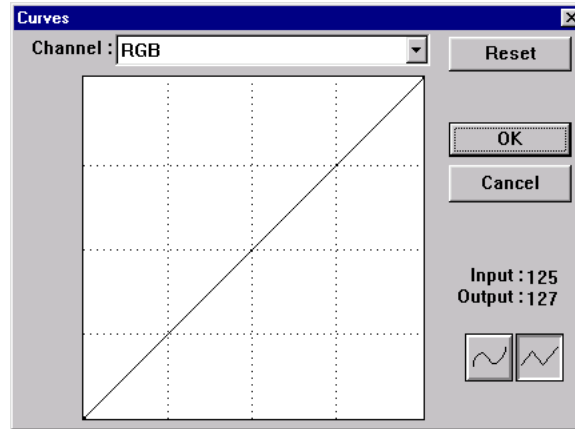 Curves
Channel : RGB
Reset
OK
Cancel
Input : 125
Output : 127